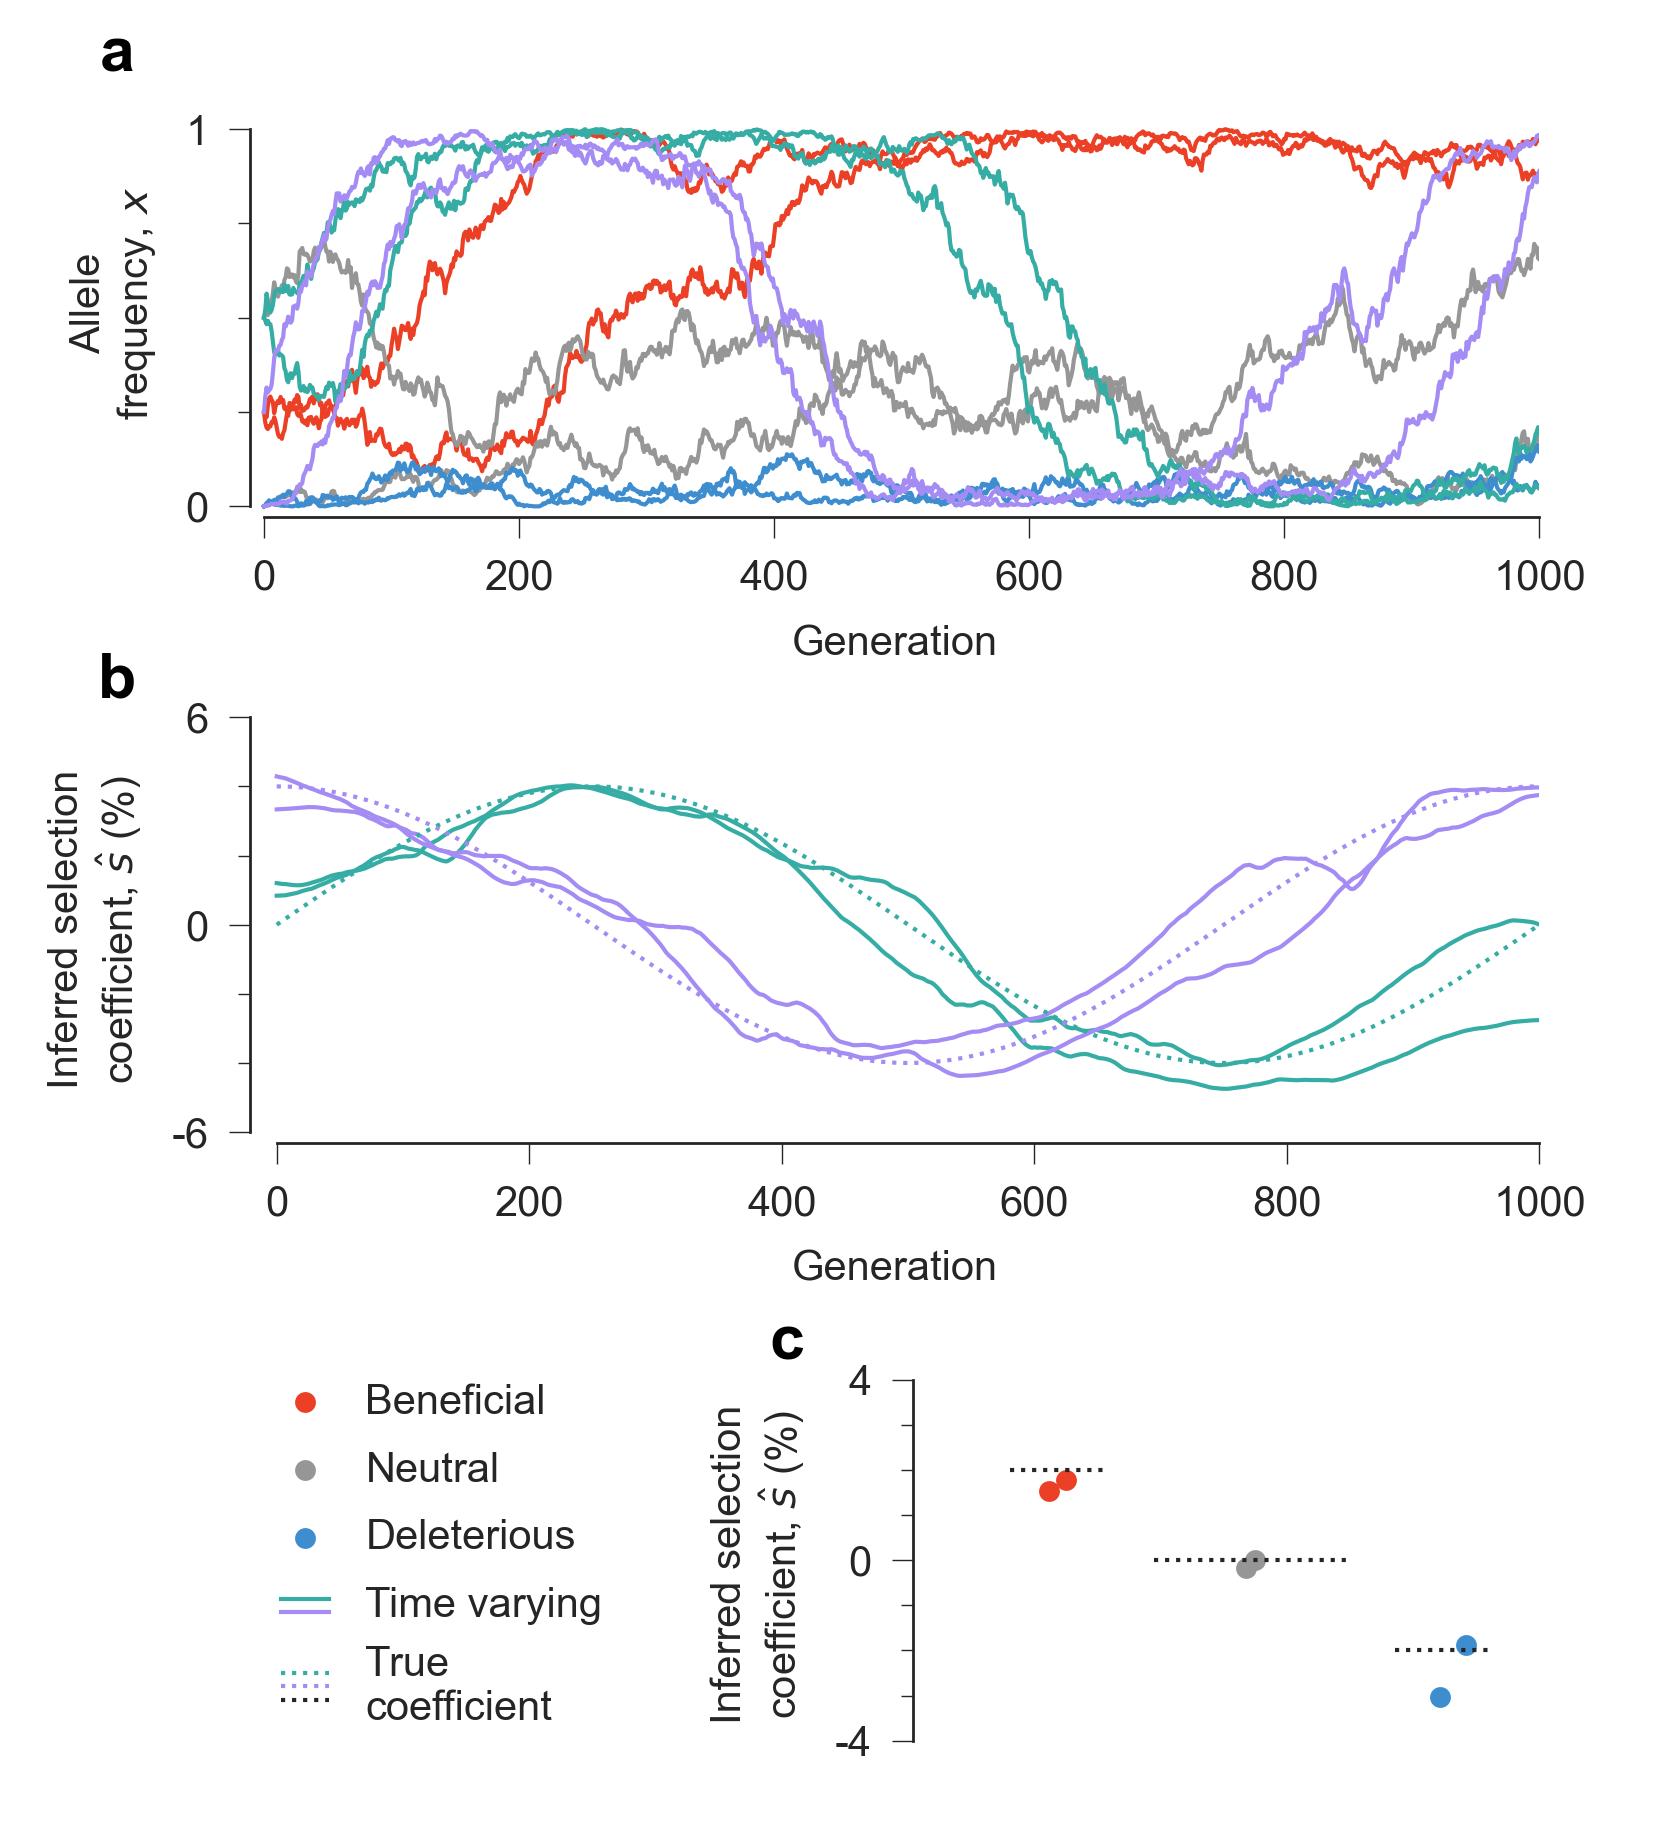 a
1
0
Allele
frequency, x
0 200 400 600 800 1000
Generation
b
6
0
-6
Inferred selection
coefficient, ŝ (%)
0 200 400 600 800 1000
Generation
Beneficial
Neutral
Deleterious
Time varying
True
coefficient
c
4
0
-4
Inferred selection
coefficient, ŝ (%)